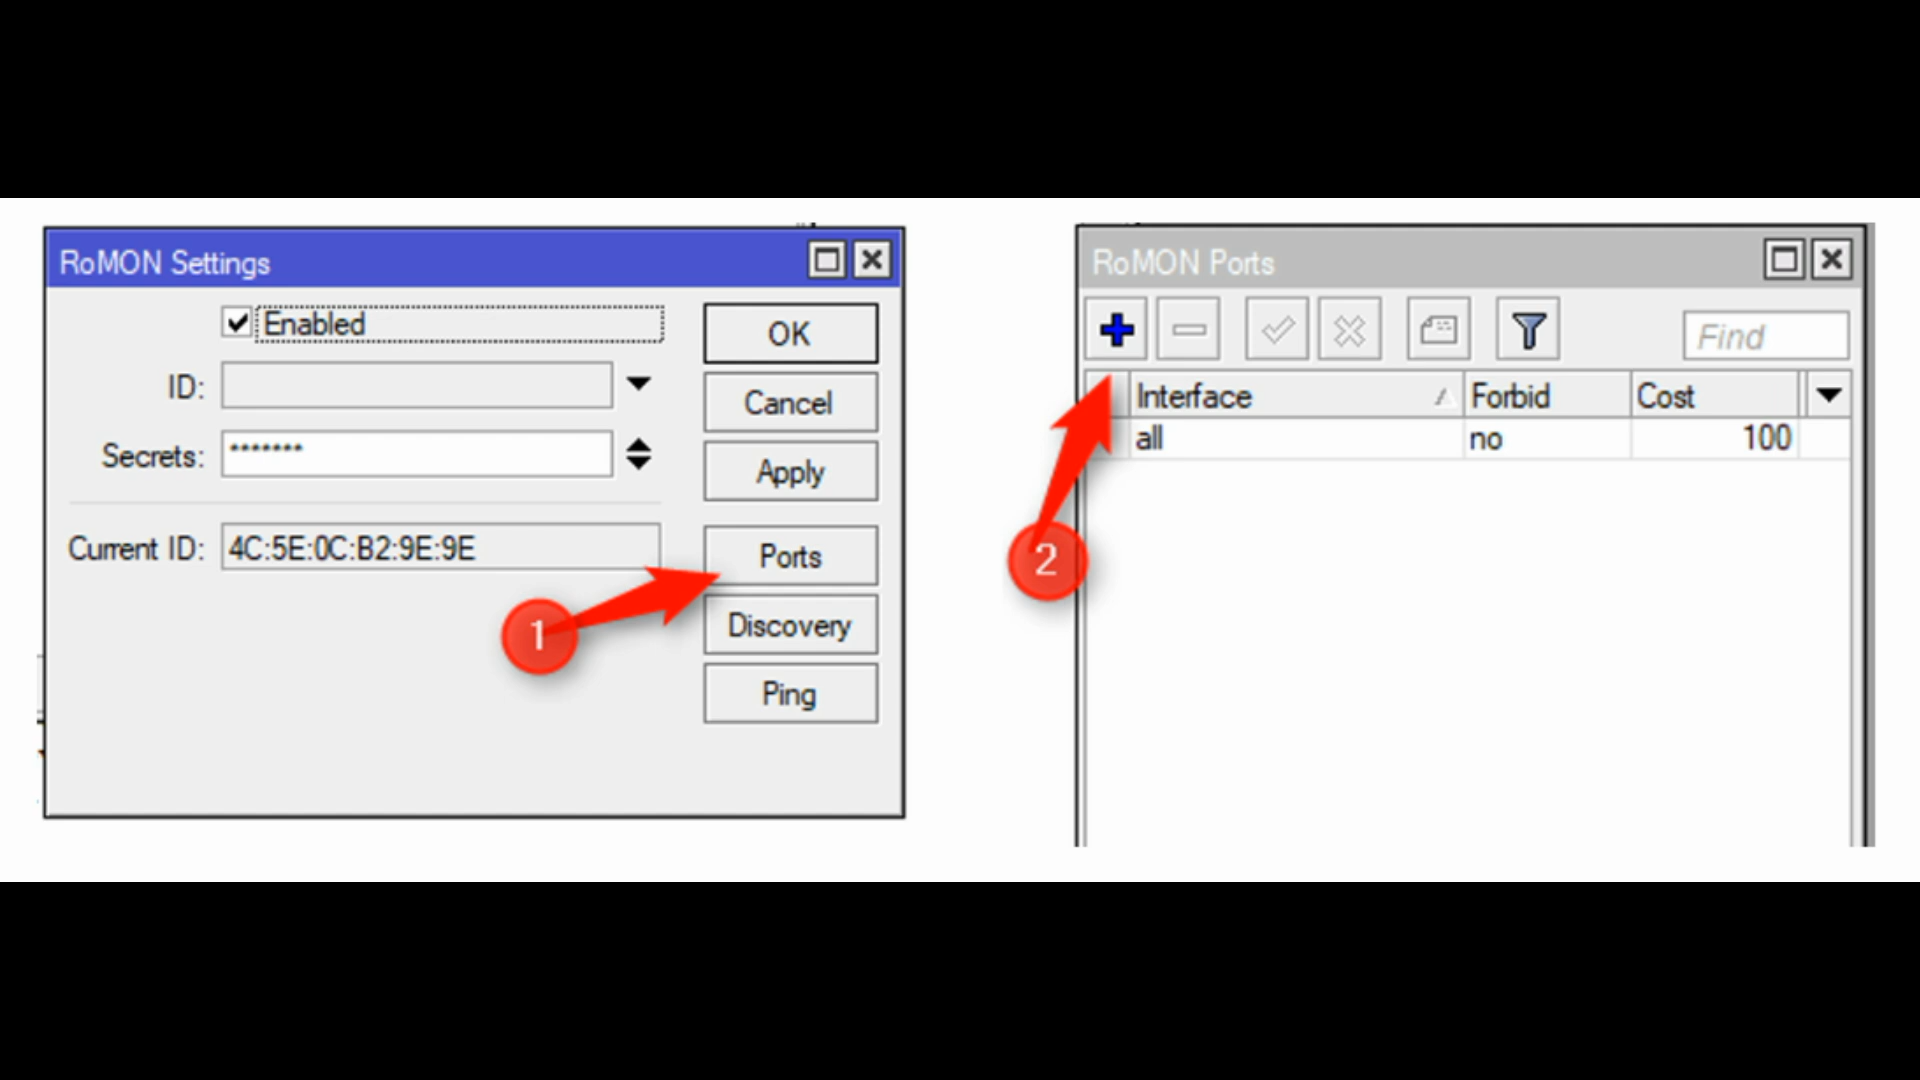 RoMON Settings
Enabled
OK
ID:
Cancel
Secrets: *******
Apply
Current ID: 4C:5E:0C:B2:9E:9E
Ports
1
Discovery
Ping
RoMON Ports
Find
Interface Forbid Cost
all no 100
2